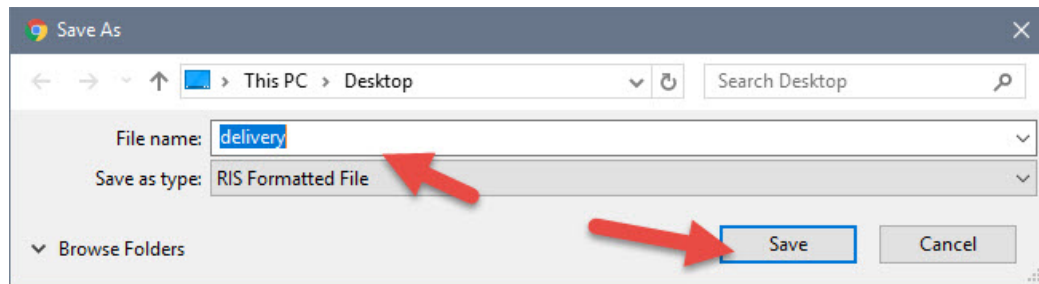 Save As
This PC > Desktop
Search Desktop
File name: delivery
Save as type: RIS Formatted File
Browse Folders
Save
Cancel